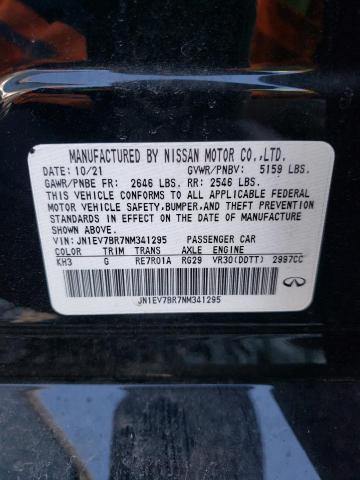 MANUFACTURED BY NISSAN MOTOR CO.,LTD.
DATE: 10/21 GVWR/PNBV: 5159 LBS.
GAWR/PNBE FR: 2646 LBS. RR: 2546 LBS.
THIS VEHICLE CONFORMS TO ALL APPLICABLE FEDERAL
MOTOR VEHICLE SAFETY, BUMPER, AND THEFT PREVENTION
STANDARDS IN EFFECT ON THE DATE OF MANUFACTURE
SHOWN ABOVE.
VIN: JN1EV7BR7NM341295 PASSENGER CAR
COLOR TRIM TRANS AXLE ENGINE
KH3 G RE7R01A RG29 VR30(DDTT) 2997CC
JN1EV7BR7NM341295